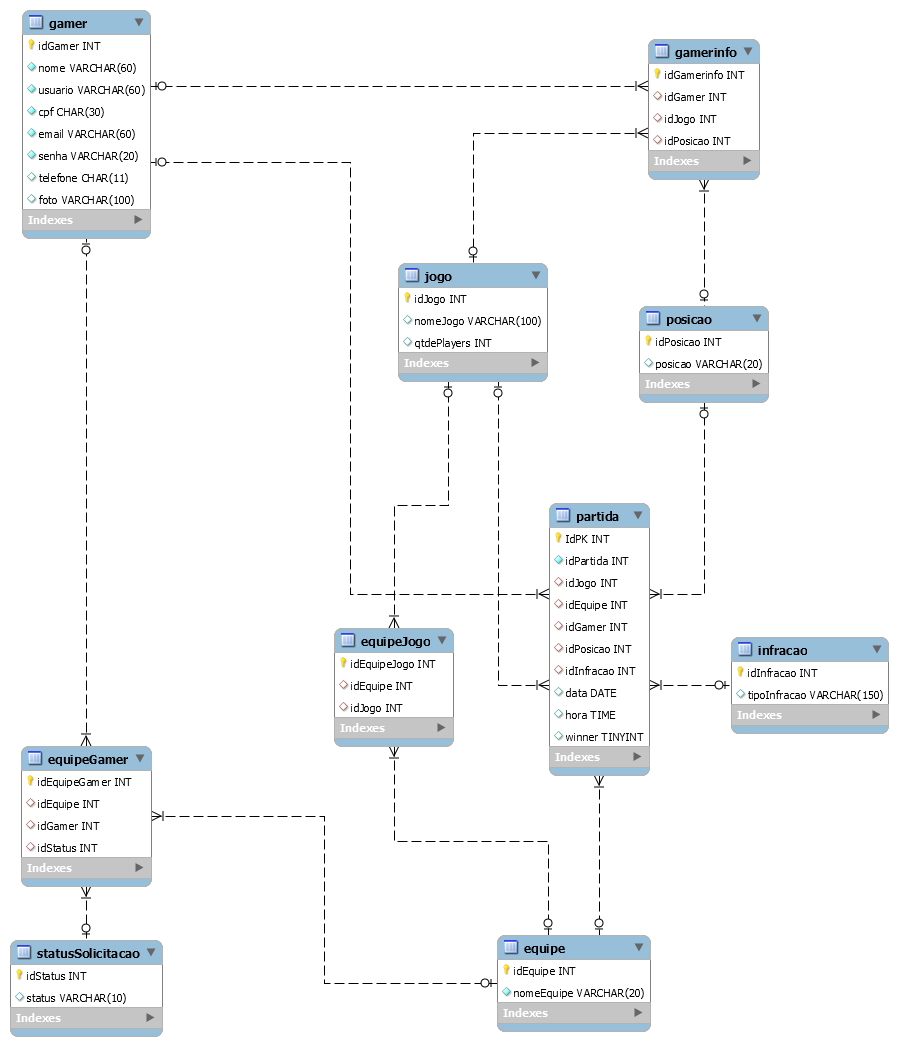 gamer
idGamer INT
nome VARCHAR(60)
usuario VARCHAR(60)
cpf CHAR(30)
email VARCHAR(60)
senha VARCHAR(20)
telefone CHAR(11)
foto VARCHAR(100)
Indexes
gamerinfo
idGamerinfo INT
idGamer INT
idJogo INT
idPosicao INT
Indexes
jogo
idJogo INT
nomeJogo VARCHAR(100)
qtdePlayers INT
Indexes
posicao
idPosicao INT
posicao VARCHAR(20)
Indexes
partida
IdPK INT
idPartida INT
idJogo INT
idEquipe INT
idGamer INT
idPosicao INT
idInfracao INT
data DATE
hora TIME
winner TINYINT
Indexes
equipeJogo
idEquipeJogo INT
idEquipe INT
idJogo INT
Indexes
infracao
idInfracao INT
tipoInfracao VARCHAR(150)
Indexes
equipeGamer
idEquipeGamer INT
idEquipe INT
idGamer INT
idStatus INT
Indexes
statusSolicitacao
idStatus INT
status VARCHAR(10)
Indexes
equipe
idEquipe INT
nomeEquipe VARCHAR(20)
Indexes